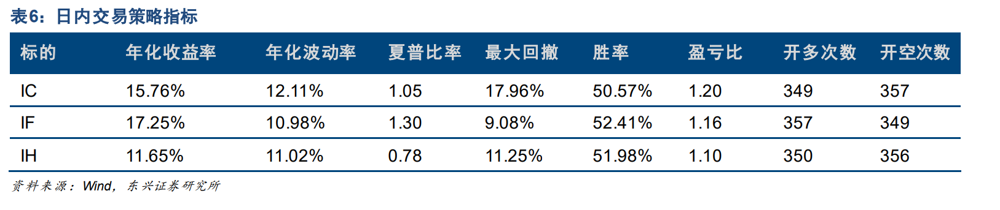 表6：日内交易策略指标
标的 年化收益率 年化波动率 夏普比率 最大回撤 胜率 盈亏比 开多次数 开空次数
IC 15.76% 12.11% 1.05 17.96% 50.57% 1.20 349 357
IF 17.25% 10.98% 1.30 9.08% 52.41% 1.16 357 349
IH 11.65% 11.02% 0.78 11.25% 51.98% 1.10 350 356
资料来源：Wind，东兴证券研究所